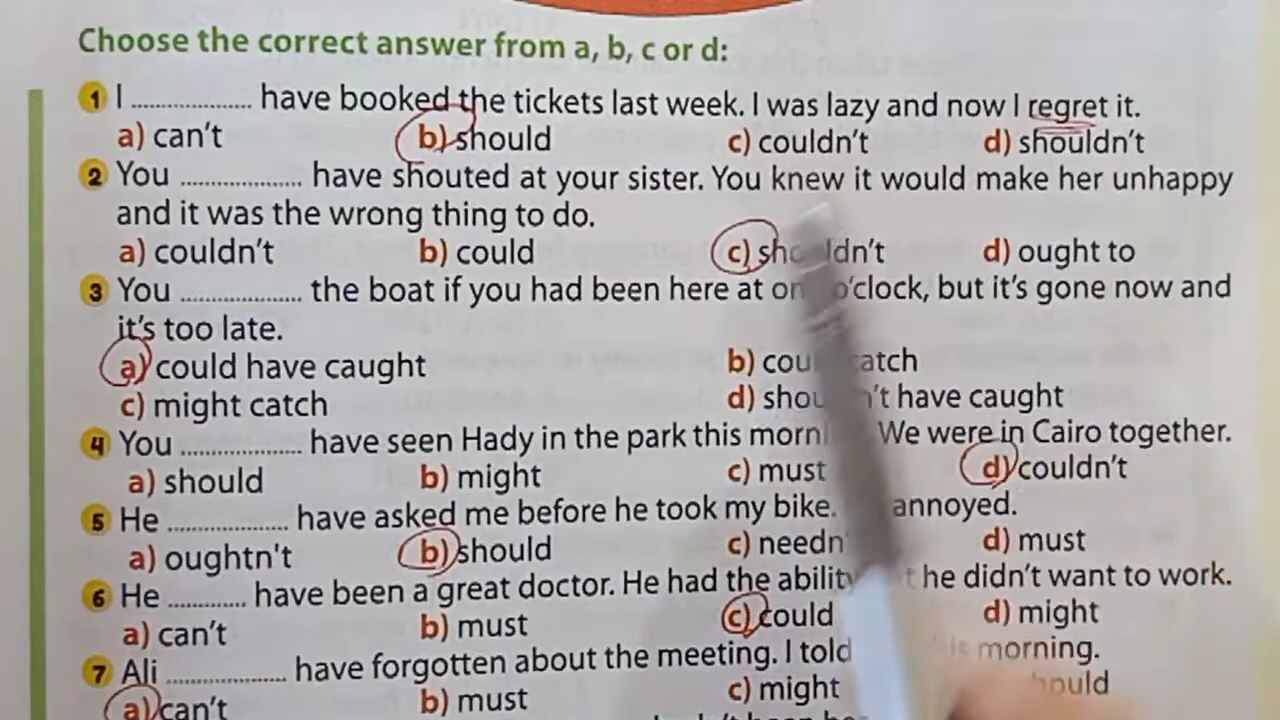 Choose the correct answer from a, b, c or d:
1 I .................... have booked the tickets last week. I was lazy and now I regret it.
a) can't b) should c) couldn't d) shouldn't
2 You .................... have shouted at your sister. You knew it would make her unhappy
and it was the wrong thing to do.
a) couldn't b) could c) shouldn't d) ought to
3 You .................... the boat if you had been here at o'clock, but it's gone now and
it's too late.
a) could have caught b) catch
c) might catch d) have caught
4 You .................... have seen Hady in the park this We were in Cairo together.
a) should b) might c) must d) couldn't
5 He .................... have asked me before he took my bike. annoyed.
a) oughtn't b) should c) d) must
6 He ............. have been a great doctor. He had the ability he didn't want to work.
a) can't b) must c) could d) might
7 Ali .................... have forgotten about the meeting. I told morning.
a) can't b) must c) might